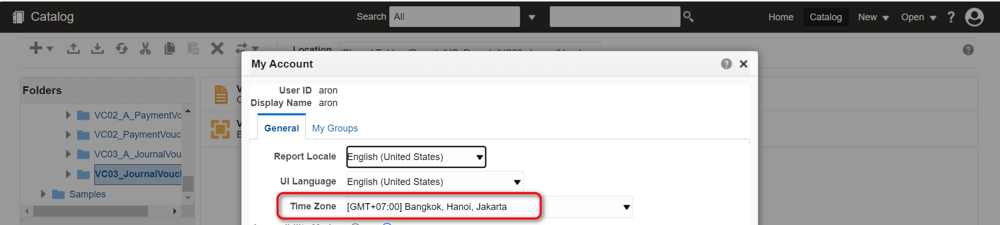 Catalog
Search
All
Home
Catalog
New
Open
?
Location
My Account
?
Folders
User ID aron
Display Name aron
VC02_A_PaymentVo
VC02_PaymentVouc
VC03_A_JournalVou
VC03_JournalVoucl
Samples
General
My Groups
Report Locale English (United States)
UI Language English (United States)
Time Zone [GMT+07:00] Bangkok, Hanoi, Jakarta